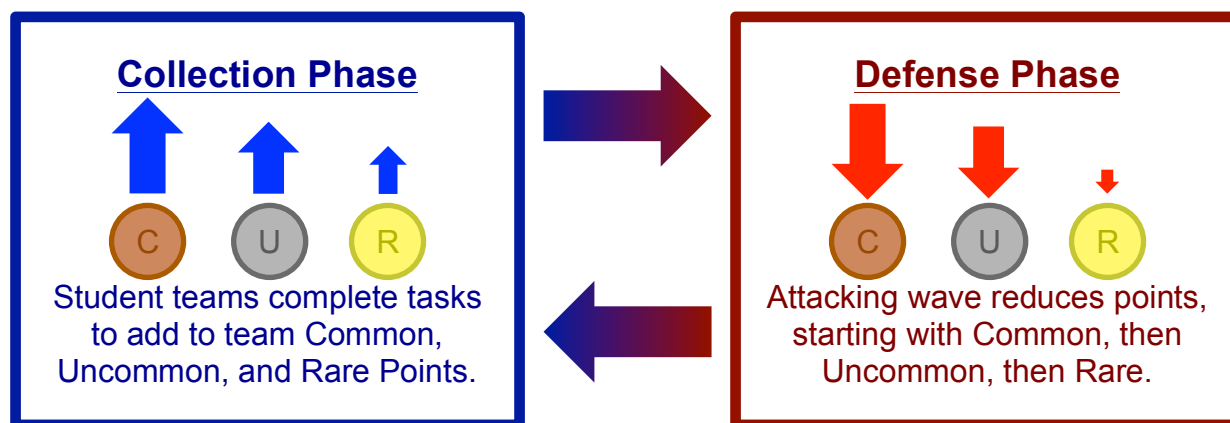 Collection Phase
C U R
Student teams complete tasks
to add to team Common,
Uncommon, and Rare Points.
Defense Phase
C U R
Attacking wave reduces points,
starting with Common, then
Uncommon, then Rare.